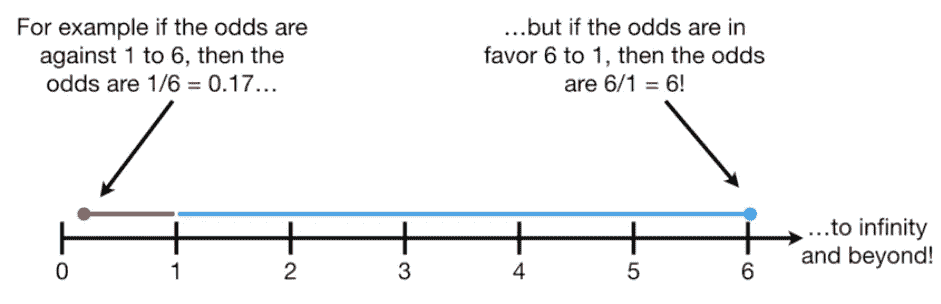 For example if the odds are
against 1 to 6, then the
odds are 1/6 = 0.17…
…but if the odds are in
favor 6 to 1, then the odds
are 6/1 = 6!
…to infinity
and beyond!
0 1 2 3 4 5 6